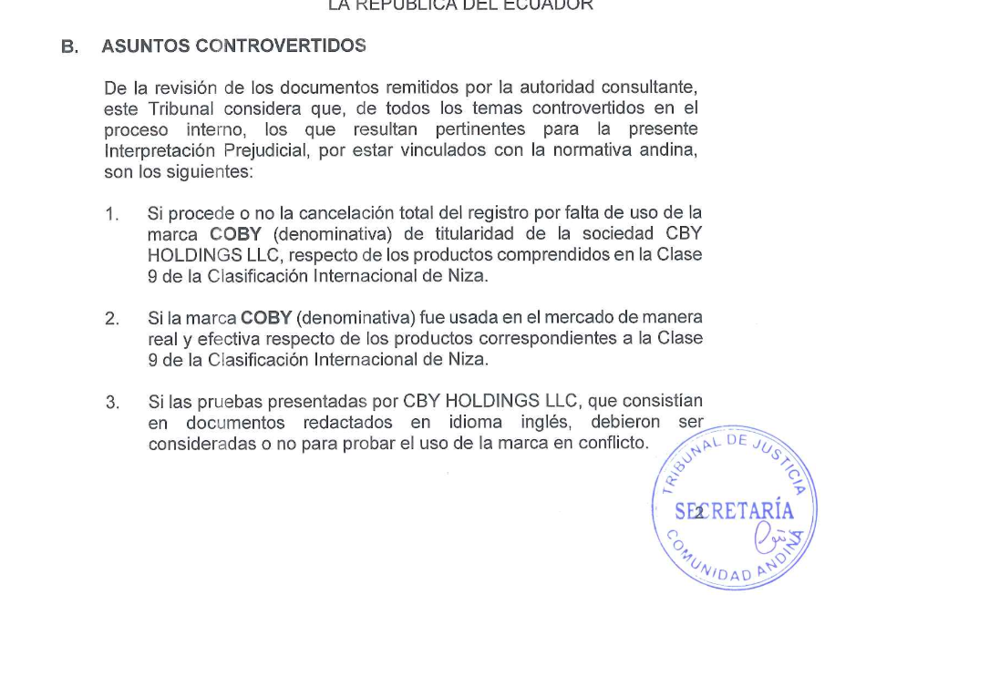 LA REPÚBLICA DEL ECUADOR
B. ASUNTOS CONTROVERTIDOS
De la revisión de los documentos remitidos por la autoridad consultante,
este Tribunal considera que, de todos los temas controvertidos en el
proceso interno, los que resultan pertinentes para la presente
Interpretación Prejudicial, por estar vinculados con la normativa andina,
son los siguientes:
1. Si procede o no la cancelación total del registro por falta de uso de la
marca COBY (denominativa) de titularidad de la sociedad CBY
HOLDINGS LLC, respecto de los productos comprendidos en la Clase
9 de la Clasificación Internacional de Niza.
2. Si la marca COBY (denominativa) fue usada en el mercado de manera
real y efectiva respecto de los productos correspondientes a la Clase
9 de la Clasificación Internacional de Niza.
3. Si las pruebas presentadas por CBY HOLDINGS LLC, que consistían
en documentos redactados en idioma inglés, debieron ser
consideradas o no para probar el uso de la marca en conflicto.
TRIBUNAL DE JUSTICIA
SECRETARÍA
2
COMUNIDAD ANDINA